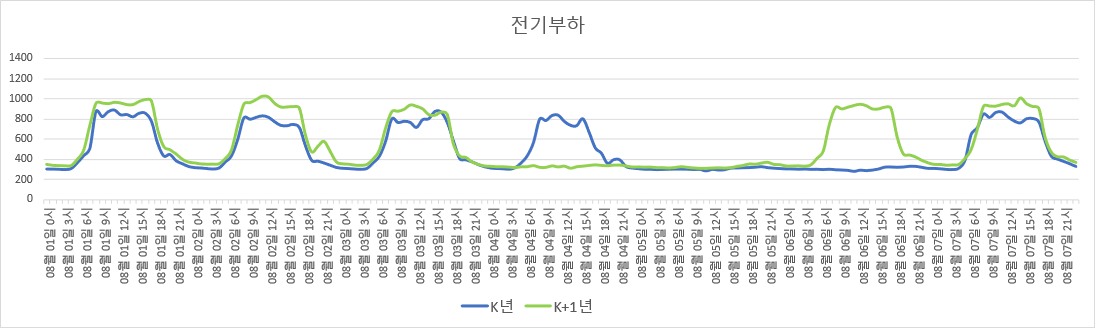 전기부하
1400
1200
1000
800
600
400
200
0
08월 01일 0시
08월 01일 3시
08월 01일 6시
08월 01일 9시
08월 01일 12시
08월 01일 15시
08월 01일 18시
08월 01일 21시
08월 02일 0시
08월 02일 3시
08월 02일 6시
08월 02일 9시
08월 02일 12시
08월 02일 15시
08월 02일 18시
08월 02일 21시
08월 03일 0시
08월 03일 3시
08월 03일 6시
08월 03일 9시
08월 03일 12시
08월 03일 15시
08월 03일 18시
08월 03일 21시
08월 04일 0시
08월 04일 3시
08월 04일 6시
08월 04일 9시
08월 04일 12시
08월 04일 15시
08월 04일 18시
08월 04일 21시
08월 05일 0시
08월 05일 3시
08월 05일 6시
08월 05일 9시
08월 05일 12시
08월 05일 15시
08월 05일 18시
08월 05일 21시
08월 06일 0시
08월 06일 3시
08월 06일 6시
08월 06일 9시
08월 06일 12시
08월 06일 15시
08월 06일 18시
08월 06일 21시
08월 07일 0시
08월 07일 3시
08월 07일 6시
08월 07일 9시
08월 07일 12시
08월 07일 15시
08월 07일 18시
08월 07일 21시
K년 K+1년